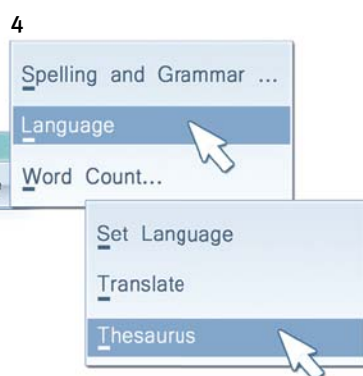 4
Spelling and Grammar ...
Language
Word Count...
Set Language
Translate
Thesaurus